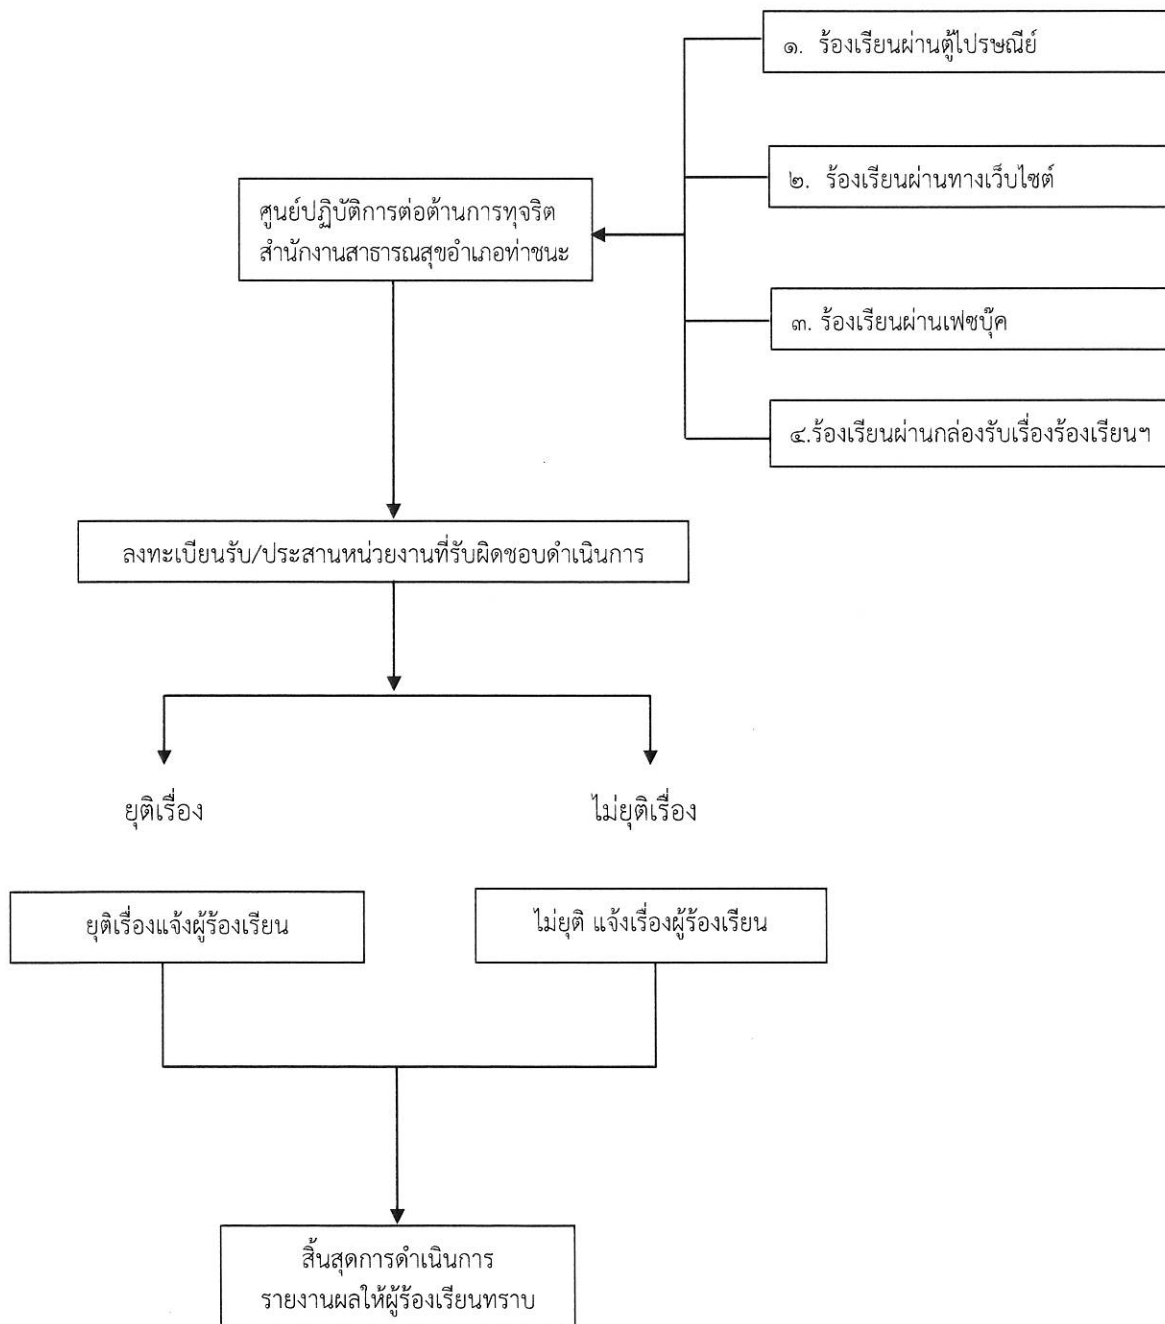 ๑. ร้องเรียนผ่านตู้ไปรษณีย์
๒. ร้องเรียนผ่านทางเว็บไซต์
ศูนย์ปฏิบัติการต่อต้านการทุจริต
สำนักงานสาธารณสุขอำเภอท่าชนะ
๓. ร้องเรียนผ่านเฟซบุ๊ค
๔.ร้องเรียนผ่านกล่องรับเรื่องร้องเรียนฯ
ลงทะเบียนรับ/ประสานหน่วยงานที่รับผิดชอบดำเนินการ
ยุติเรื่อง
ไม่ยุติเรื่อง
ยุติเรื่องแจ้งผู้ร้องเรียน
ไม่ยุติ แจ้งเรื่องผู้ร้องเรียน
สิ้นสุดการดำเนินการ
รายงานผลให้ผู้ร้องเรียนทราบ